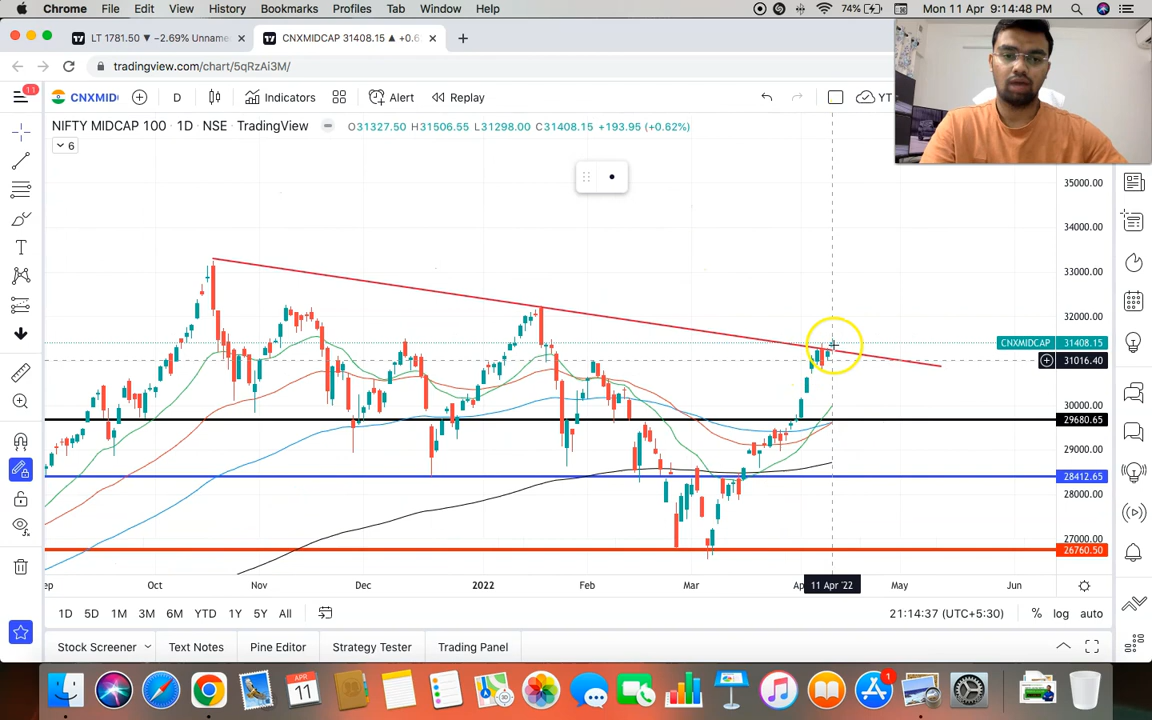 Chrome File Edit View History Bookmarks Profiles Tab Window Help 74% Mon 11 Apr 9:14:48 PM
LT 1781.50 ▼ −2.69% Unname
CNXMIDCAP 31408.15 ▲ +0.6
tradingview.com/chart/5qRzAi3M/
11
CNXMID
D
Indicators
Alert
Replay
YT
NIFTY MIDCAP 100 · 1D · NSE · TradingView
O31327.50 H31506.55 L31298.00 C31408.15 +193.95 (+0.62%)
6
35000.00
34000.00
33000.00
32000.00
CNXMIDCAP 31408.15
31016.40
30000.00
29680.65
29000.00
28412.65
28000.00
27000.00
26760.50
Oct Nov Dec 2022 Feb Mar 11 Apr '22 May Jun
1D 5D 1M 3M 6M YTD 1Y 5Y All
21:14:37 (UTC+5:30) % log auto
Stock Screener Text Notes Pine Editor Strategy Tester Trading Panel
APR
11
1